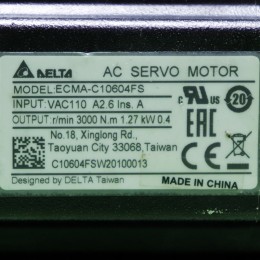 DELTA AC SERVO MOTOR
MODEL:ECMA-C10604FS
INPUT:VAC110 A2.6 Ins. A
OUTPUT:r/min 3000 N.m 1.27 kW 0.4
No.18, Xinglong Rd.,
Taoyuan City 33068,Taiwan
C10604FSW20100013
Designed by DELTA Taiwan
c RU US
20
EAC
CE
MADE IN CHINA